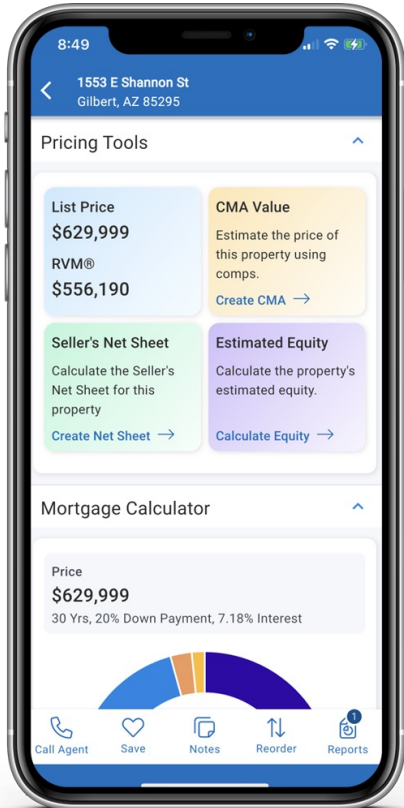 8:49
1553 E Shannon St
Gilbert, AZ 85295
Pricing Tools
List Price
$629,999
RVM®
$556,190
CMA Value
Estimate the price of
this property using
comps.
Create CMA →
Seller's Net Sheet
Calculate the Seller's
Net Sheet for this
property
Create Net Sheet →
Estimated Equity
Calculate the property's
estimated equity.
Calculate Equity →
Mortgage Calculator
Price
$629,999
30 Yrs, 20% Down Payment, 7.18% Interest
1
Call Agent
Save
Notes
Reorder
Reports